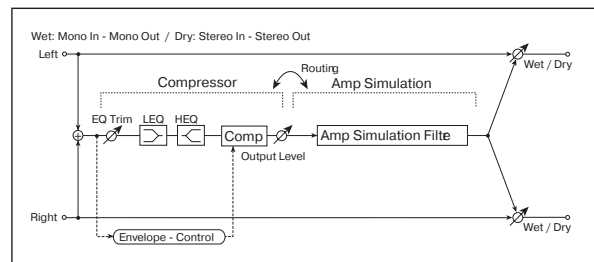 Wet: Mono In - Mono Out / Dry: Stereo In - Stereo Out
Left
Wet / Dry
Routing
Compressor
Amp Simulation
EQ Trim
LEQ
HEQ
Comp
Output Level
Amp Simulation Filte
Right
Wet / Dry
Envelope - Control